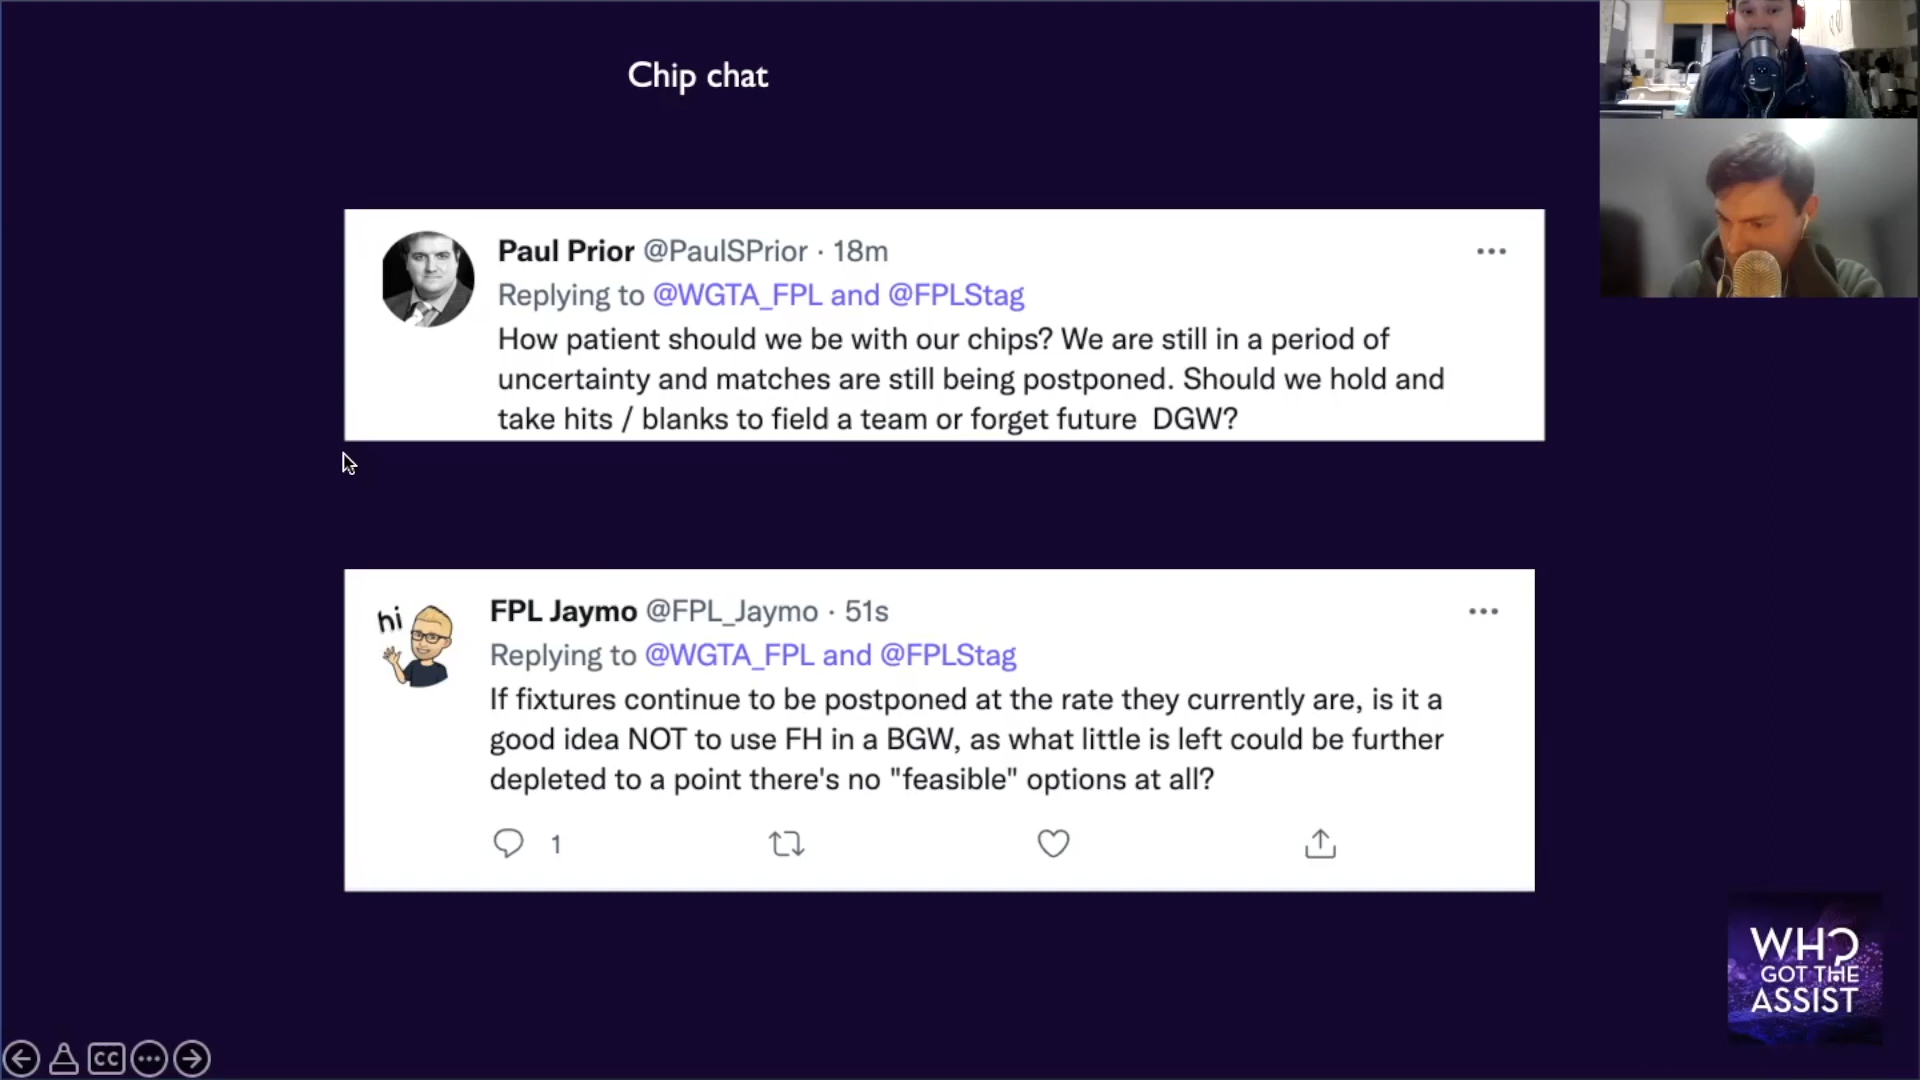 Chip chat
Paul Prior @PaulSPrior · 18m
Replying to @WGTA_FPL and @FPLStag
How patient should we be with our chips? We are still in a period of
uncertainty and matches are still being postponed. Should we hold and
take hits / blanks to field a team or forget future  DGW?
hi
FPL Jaymo @FPL_Jaymo · 51s
Replying to @WGTA_FPL and @FPLStag
If fixtures continue to be postponed at the rate they currently are, is it a
good idea NOT to use FH in a BGW, as what little is left could be further
depleted to a point there's no "feasible" options at all?
1
WHO
GOT THE
ASSIST
CC